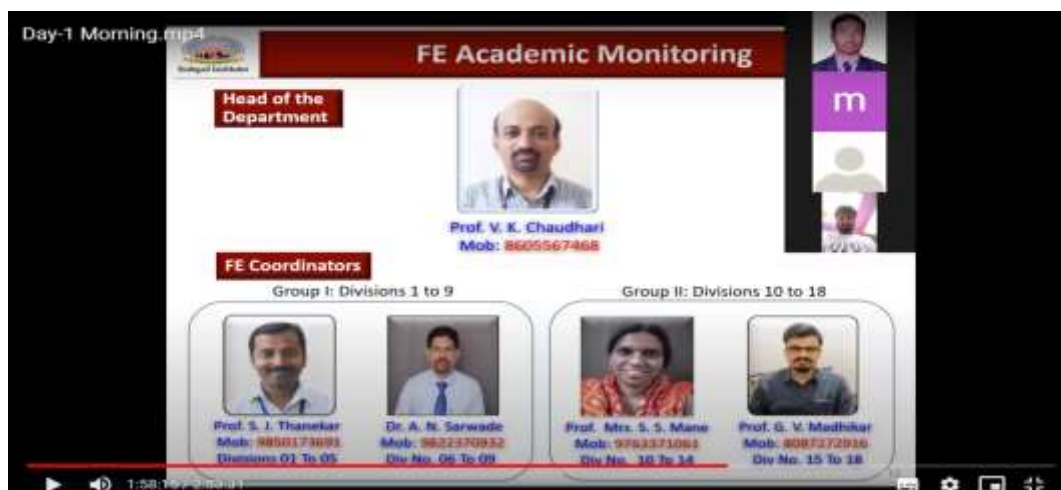 Day-1 Morning.mp4
FE Academic Monitoring
m
Head of the
Department
Prof. V. K. Chaudhari
Mob: 8605567468
FE Coordinators
Group I: Divisions 1 to 9
Group II: Divisions 10 to 18
Prof. S. J. Thanekar
Mob: 9850173691
Divisions 01 To 05
Dr. A. N. Sarwade
Mob: 9822370932
Div No. 06 To 09
Prof. Mrs. S. S. Mane
Mob: 9763371061
Div No. 10 To 14
Prof. G. V. Madhikar
Mob: 8087272916
Div No. 15 To 18